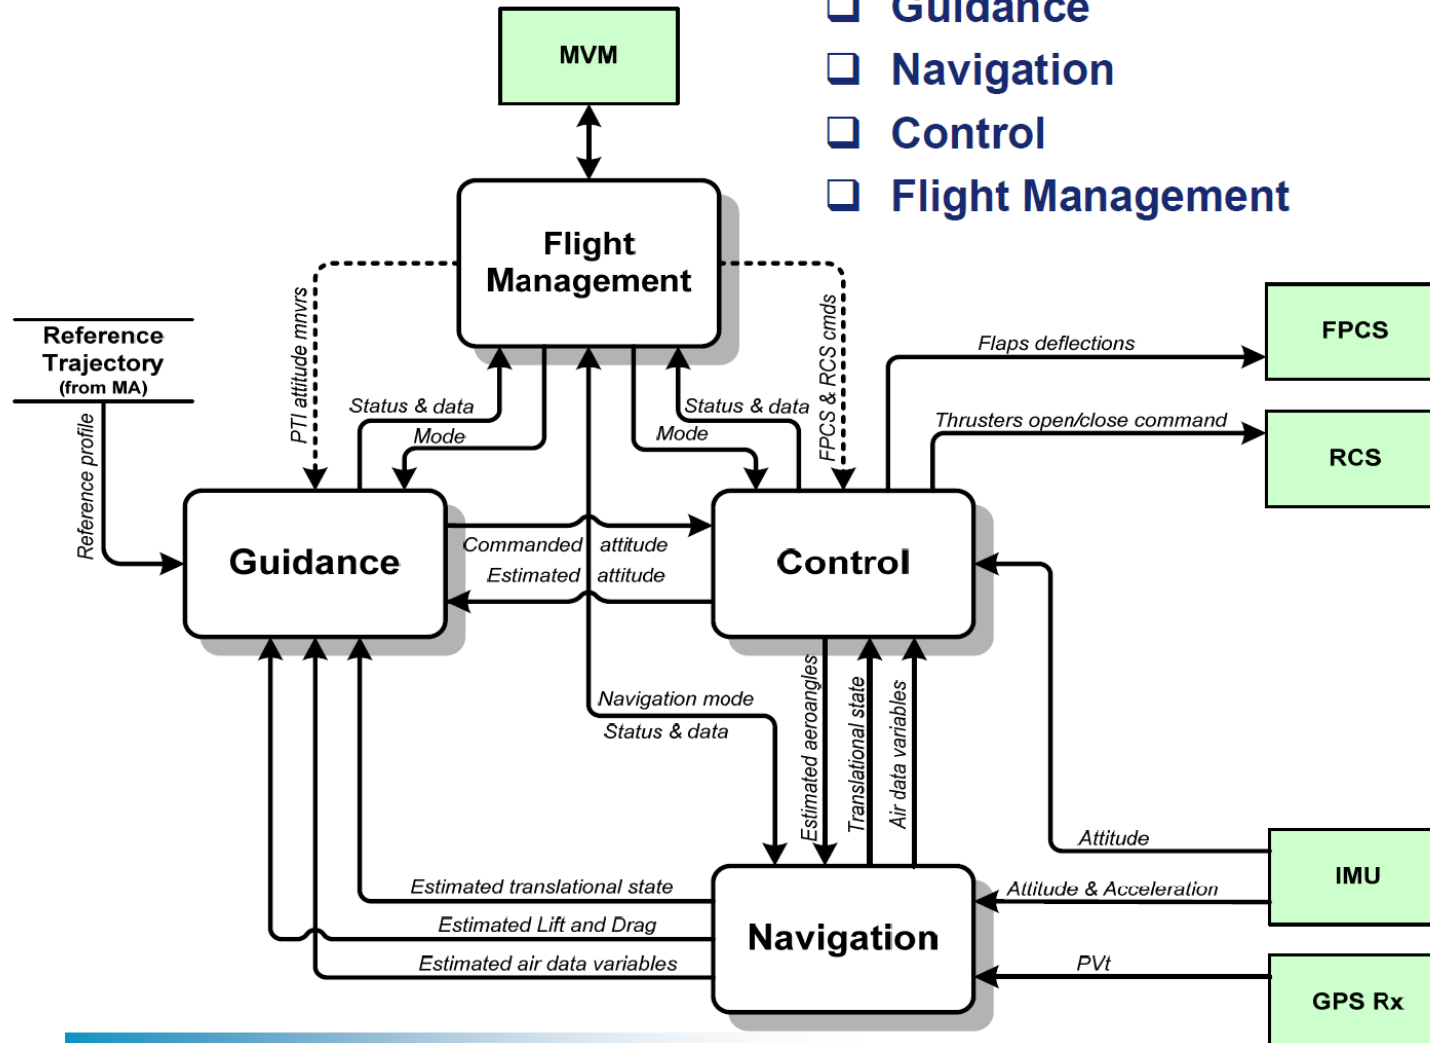 Guidance
Navigation
Control
Flight Management
MVM
Flight
Management
PTI attitude mnvrs
FPCS & RCS cmds
Reference
Trajectory
(from MA)
Reference profile
Status & data
Mode
Status & data
Mode
Flaps deflections
FPCS
Thrusters open/close command
RCS
Guidance
Commanded attitude
Estimated attitude
Control
Navigation mode
Status & data
Estimated aeroangles
Translational state
Air data variables
Attitude
IMU
Attitude & Acceleration
Estimated translational state
Estimated Lift and Drag
Estimated air data variables
Navigation
PVt
GPS Rx